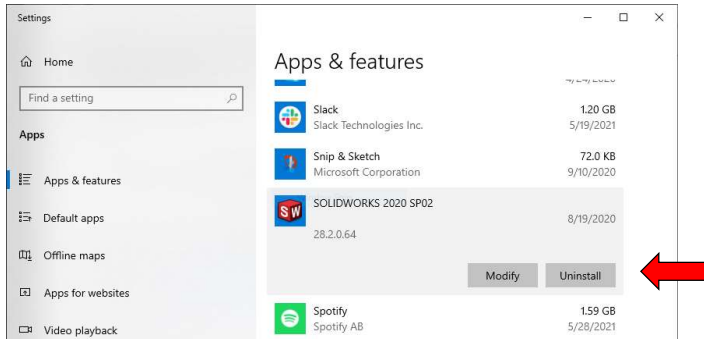 Settings
Home
Find a setting
Apps
Apps & features
Default apps
Offline maps
Apps for websites
Video playback
Apps & features
Slack 1.20 GB
Slack Technologies Inc. 5/19/2021
Snip & Sketch 72.0 KB
Microsoft Corporation 9/10/2020
SW
SOLIDWORKS 2020 SP02
8/19/2020
28.2.0.64
Modify Uninstall
Spotify 1.59 GB
Spotify AB 5/28/2021